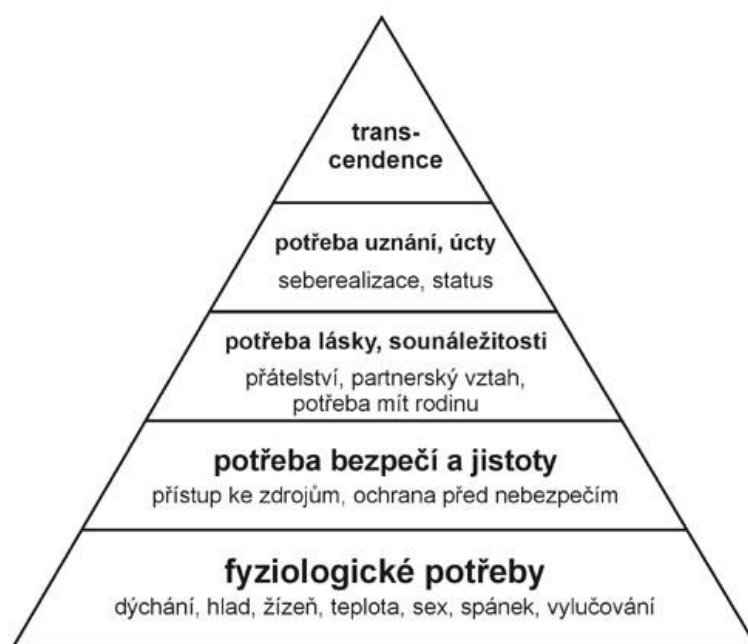 trans-
cendence
potřeba uznání, úcty
seberealizace, status
potřeba lásky, sounáležitosti
přátelství, partnerský vztah,
potřeba mít rodinu
potřeba bezpečí a jistoty
přístup ke zdrojům, ochrana před nebezpečím
fyziologické potřeby
dýchání, hlad, žízeň, teplota, sex, spánek, vylučování